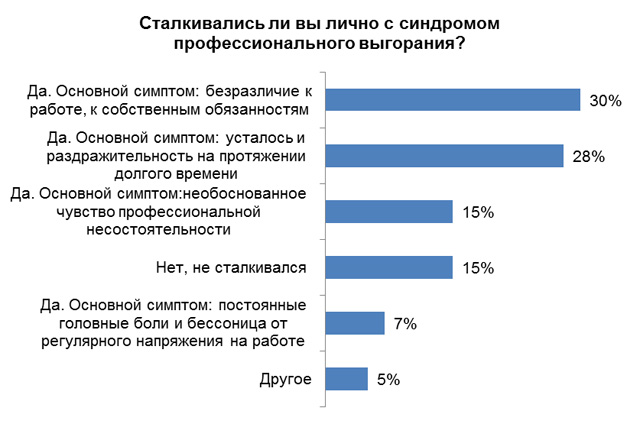 Сталкивались ли вы лично с синдромом
профессионального выгорания?
Да. Основной симптом: безразличие к
работе, к собственным обязанностям
30%
Да. Основной симптом: усталось и
раздражительность на протяжении
долгого времени
28%
Да. Основной симптом:необоснованное
чувство профессиональной
несостоятельности
15%
Нет, не сталкивался
15%
Да. Основной симптом: постоянные
головные боли и бессоница от
регулярного напряжения на работе
7%
Другое
5%